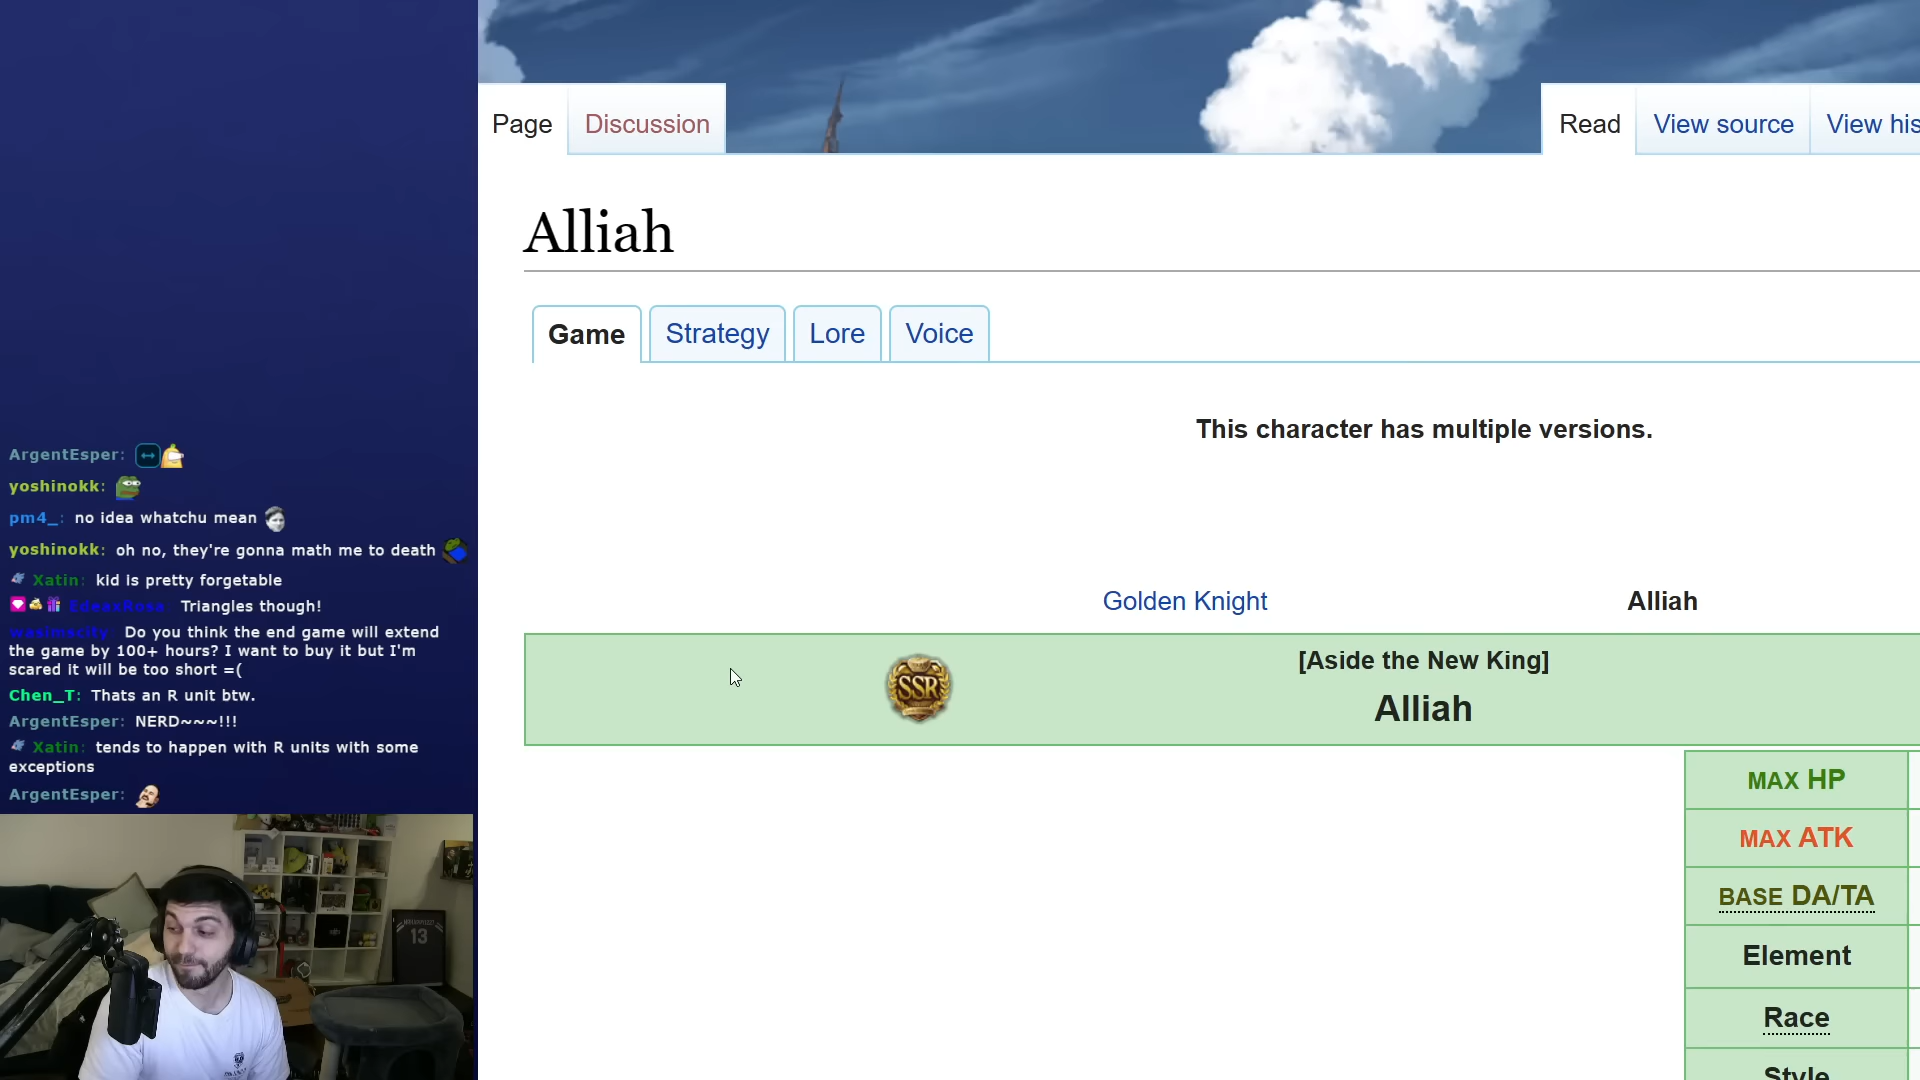 Page
Discussion
Read
View source
View his
Alliah
Game
Strategy
Lore
Voice
This character has multiple versions.
Golden Knight
Alliah
SSR
[Aside the New King]
Alliah
MAX HP
MAX ATK
BASE DA/TA
Element
Race
Style
ArgentEsper:
yoshinokk:
pm4_: no idea whatchu mean
yoshinokk: oh no, they're gonna math me to death
Xatin: kid is pretty forgetable
EdeaxRosa: Triangles though!
wasimacity: Do you think the end game will extend
the game by 100+ hours? I want to buy it but I'm
scared it will be too short =(
Chen_T: Thats an R unit btw.
ArgentEsper: NERD~~~!!!
Xatin: tends to happen with R units with some
exceptions
ArgentEsper:
13